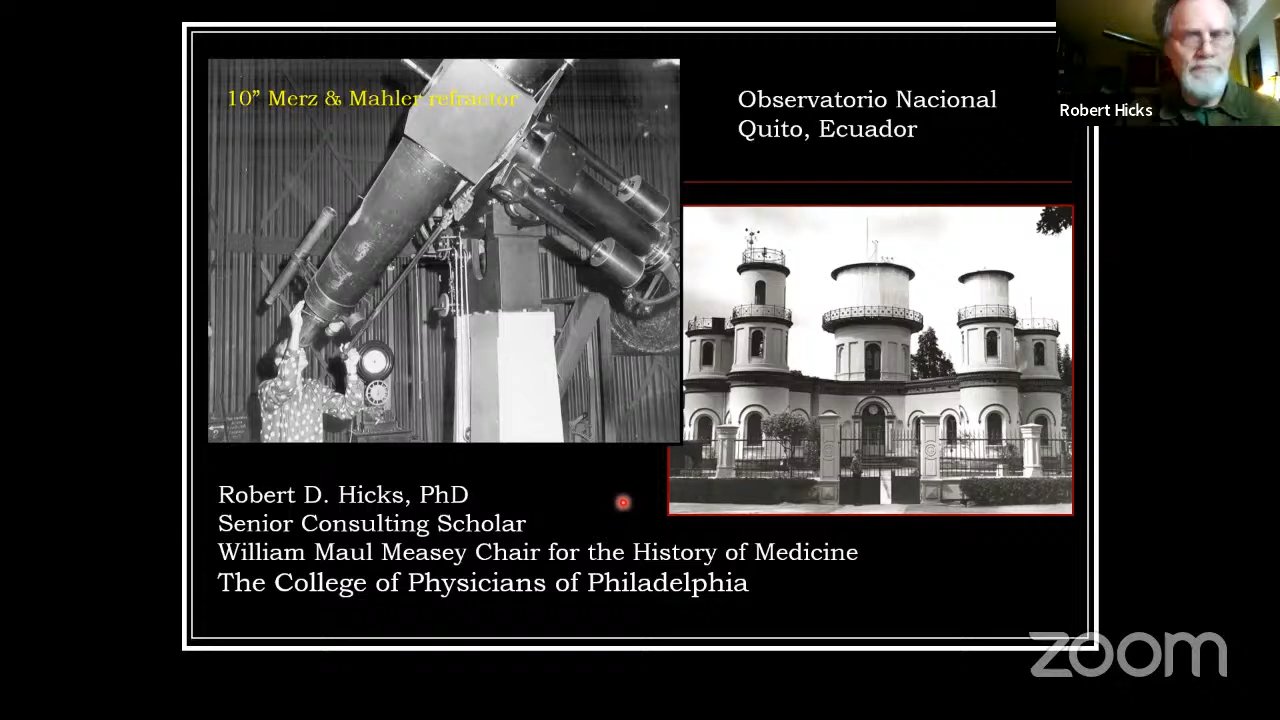 10” Merz & Mahler refractor
Observatorio Nacional
Quito, Ecuador
Robert Hicks
Robert D. Hicks, PhD
Senior Consulting Scholar
William Maul Measey Chair for the History of Medicine
The College of Physicians of Philadelphia
zoom